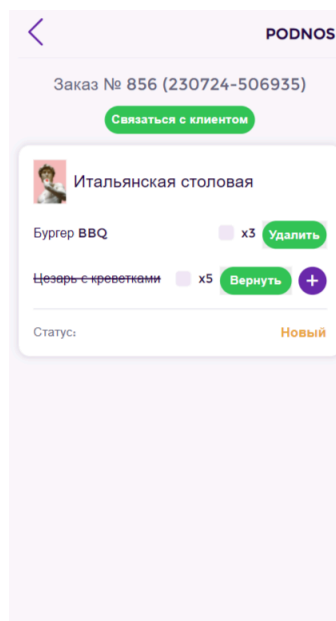 PODNOS
Заказ № 856 (230724-506935)
Связаться с клиентом
Итальянская столовая
Бургер BBQ x3 Удалить
Цезарь с креветками x5 Вернуть +
Статус: Новый